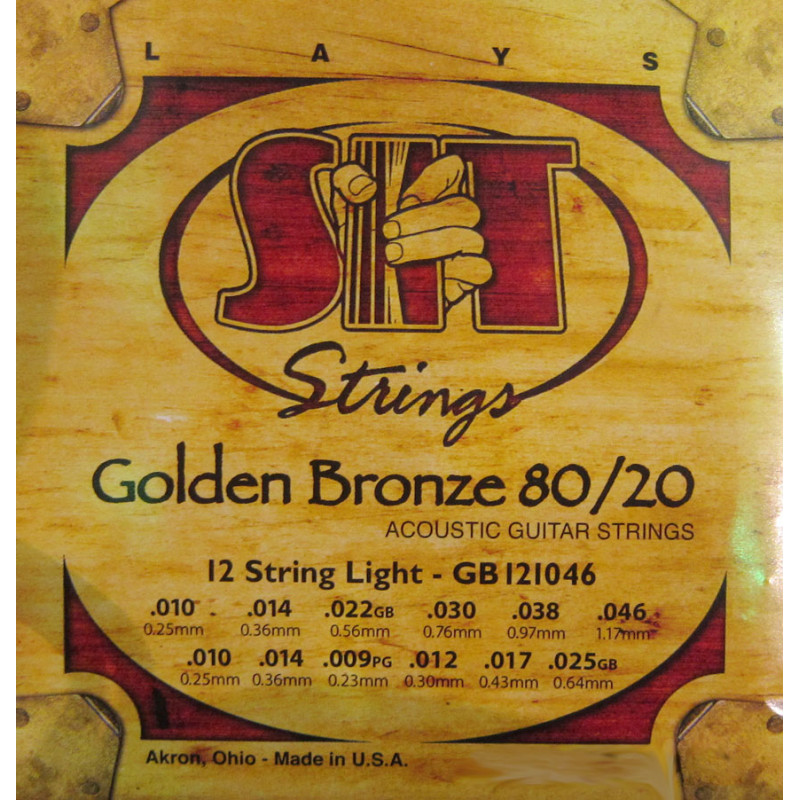 L A Y S
SIT
Strings
Golden Bronze 80/20
ACOUSTIC GUITAR STRINGS
12 String Light - GB121046
.010 .014 .022GB .030 .038 .046
0.25mm 0.36mm 0.56mm 0.76mm 0.97mm 1.17mm
.010 .014 .009PG .012 .017 .025GB
0.25mm 0.36mm 0.23mm 0.30mm 0.43mm 0.64mm
Akron, Ohio - Made in U.S.A.